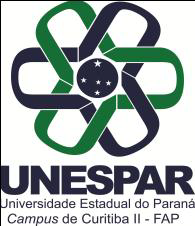 UNESPAR
Universidade Estadual do Paraná
Campus de Curitiba II - FAP